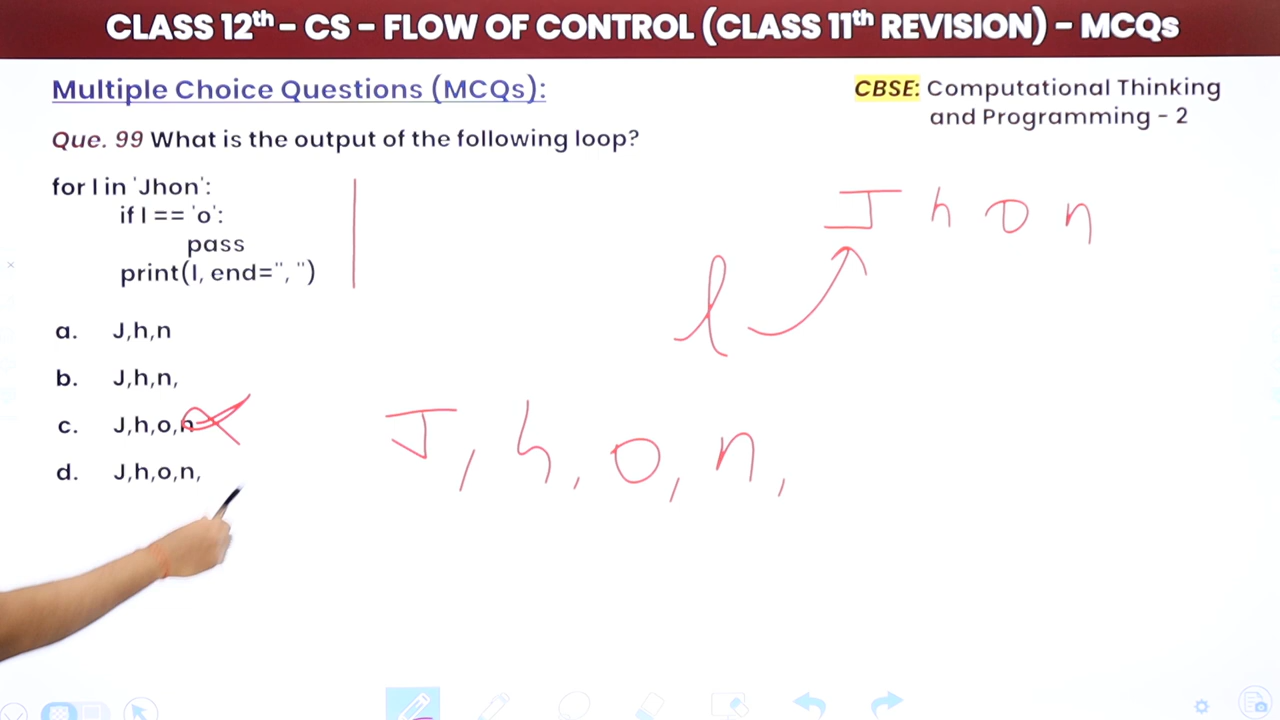 CLASS 12th - CS - FLOW OF CONTROL (CLASS 11th REVISION) - MCQs
Multiple Choice Questions (MCQs):
CBSE: Computational Thinking
and Programming - 2
Que. 99 What is the output of the following loop?
for l in 'Jhon':
if l == 'o':
pass
print(l, end=", ")
J h o n
l
a. J,h,n
b. J,h,n,
c. J,h,o,n
d. J,h,o,n,
J, h, o, n,